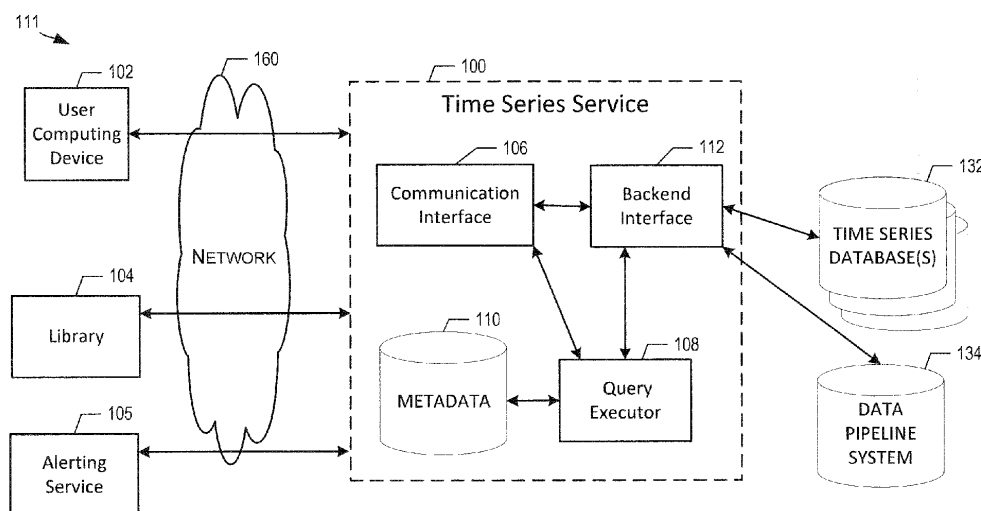 111
102
User
Computing
Device
160
NETWORK
104
Library
105
Alerting
Service
100
Time Series Service
106
Communication
Interface
112
Backend
Interface
110
METADATA
108
Query
Executor
132
TIME SERIES
DATABASE(S)
134
DATA
PIPELINE
SYSTEM